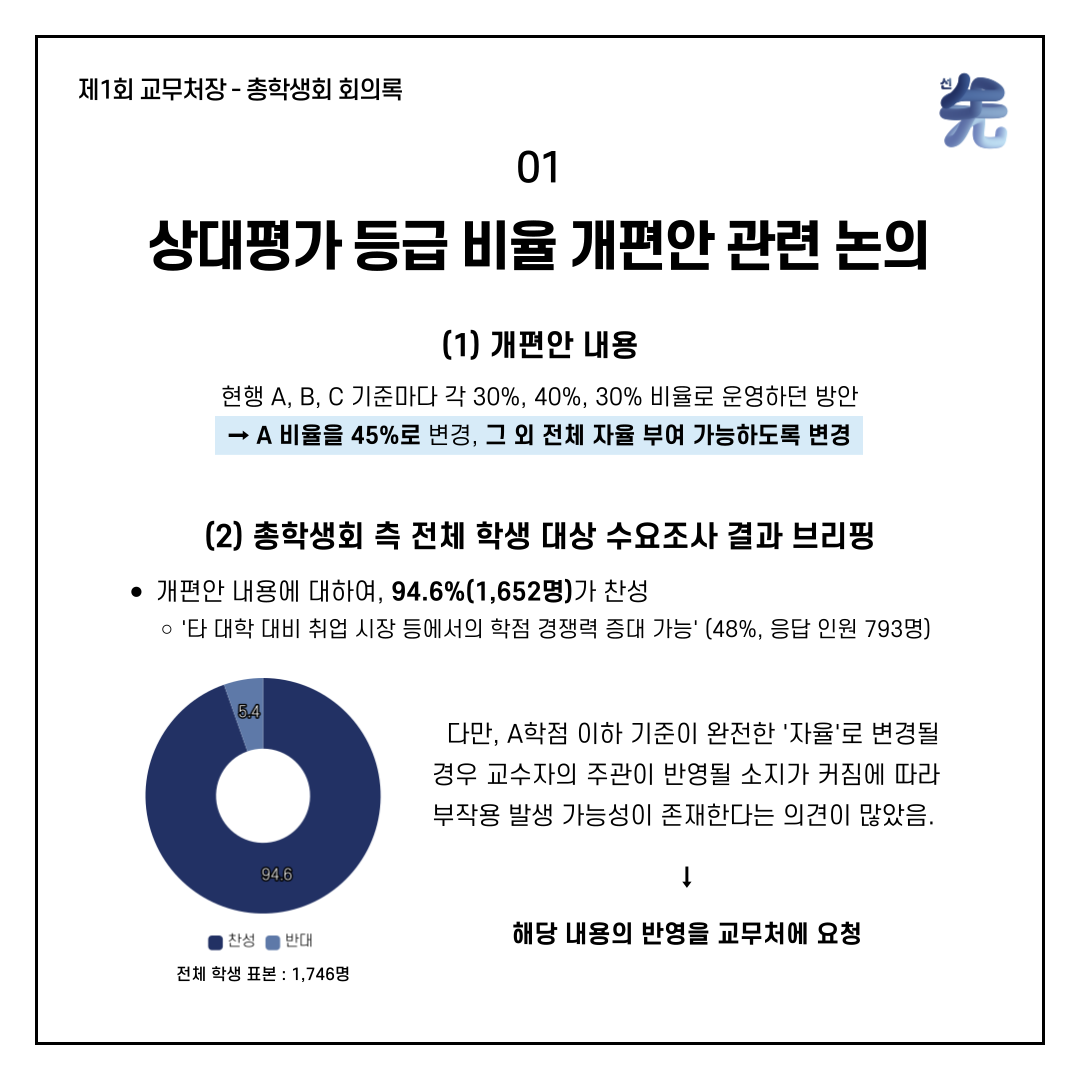 제1회 교무처장 - 총학생회 회의록
선
先
01
상대평가 등급 비율 개편안 관련 논의
(1) 개편안 내용
현행 A, B, C 기준마다 각 30%, 40%, 30% 비율로 운영하던 방안
→ A 비율을 45%로 변경, 그 외 전체 자율 부여 가능하도록 변경
(2) 총학생회 측 전체 학생 대상 수요조사 결과 브리핑
• 개편안 내용에 대하여, 94.6%(1,652명)가 찬성
○ '타 대학 대비 취업 시장 등에서의 학점 경쟁력 증대 가능' (48%, 응답 인원 793명)
5.4
94.6
찬성 반대
전체 학생 표본 : 1,746명
다만, A학점 이하 기준이 완전한 '자율'로 변경될
경우 교수자의 주관이 반영될 소지가 커짐에 따라
부작용 발생 가능성이 존재한다는 의견이 많았음.
↓
해당 내용의 반영을 교무처에 요청